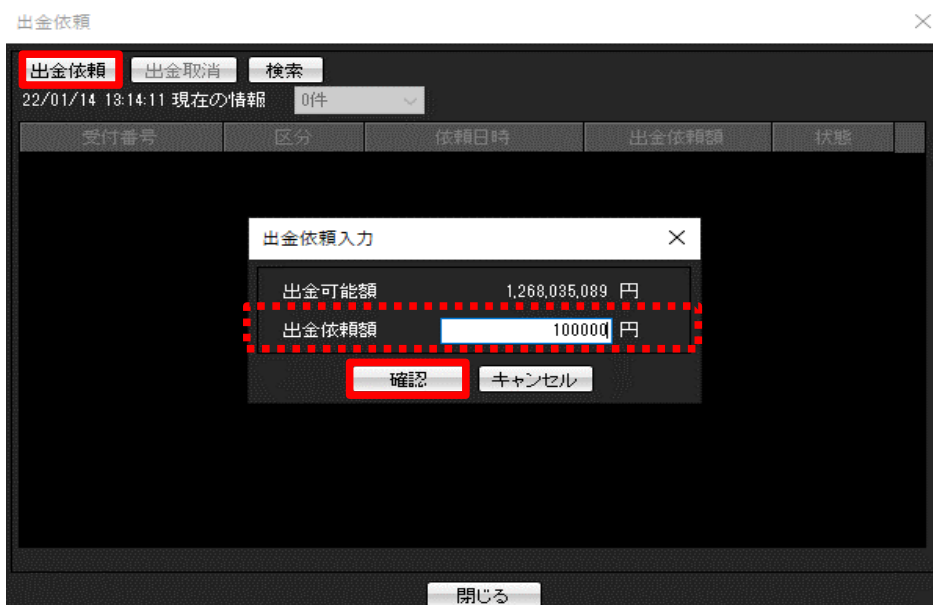 出金依頼
出金依頼 出金取消 検索
22/01/14 13:14:11 現在の情報 0件
受付番号 区分 依頼日時 出金依頼額 状態
出金依頼入力
出金可能額 1,268,035,089 円
出金依頼額 100000 円
確認 キャンセル
閉じる